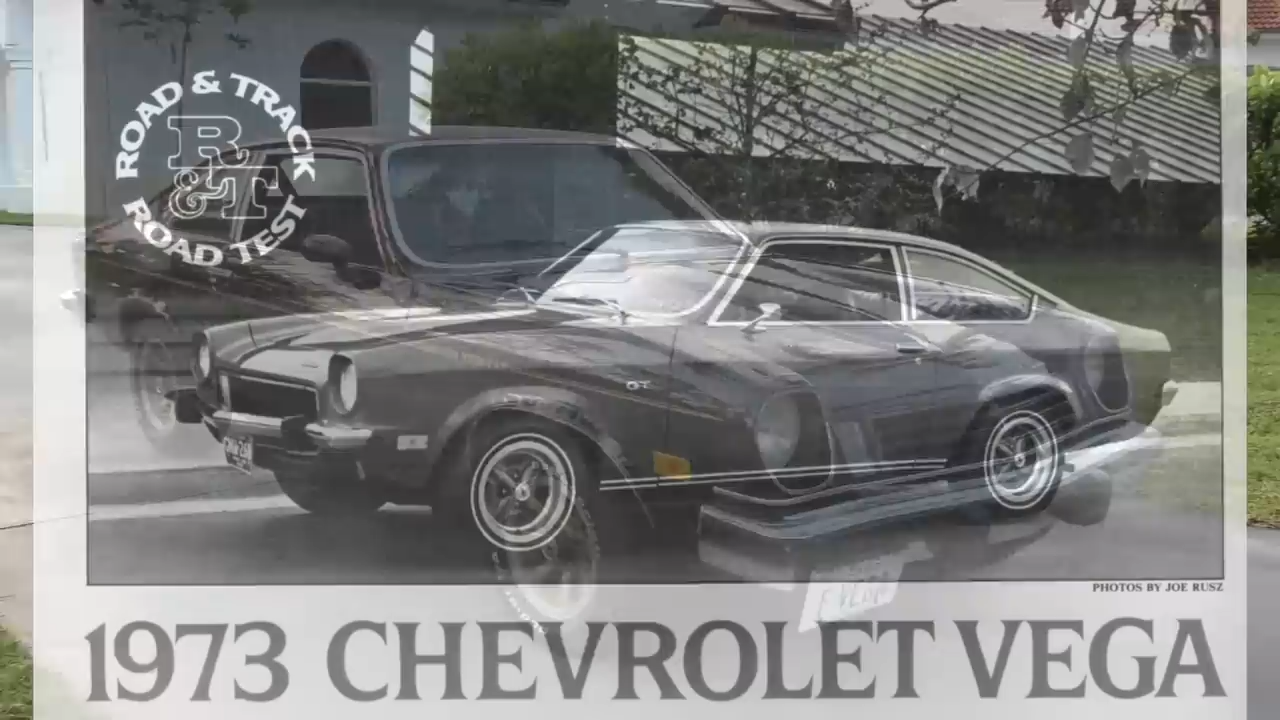 ROAD & TRACK
R&T
ROAD TEST
GT
PHOTOS BY JOE RUSZ
1973 CHEVROLET VEGA